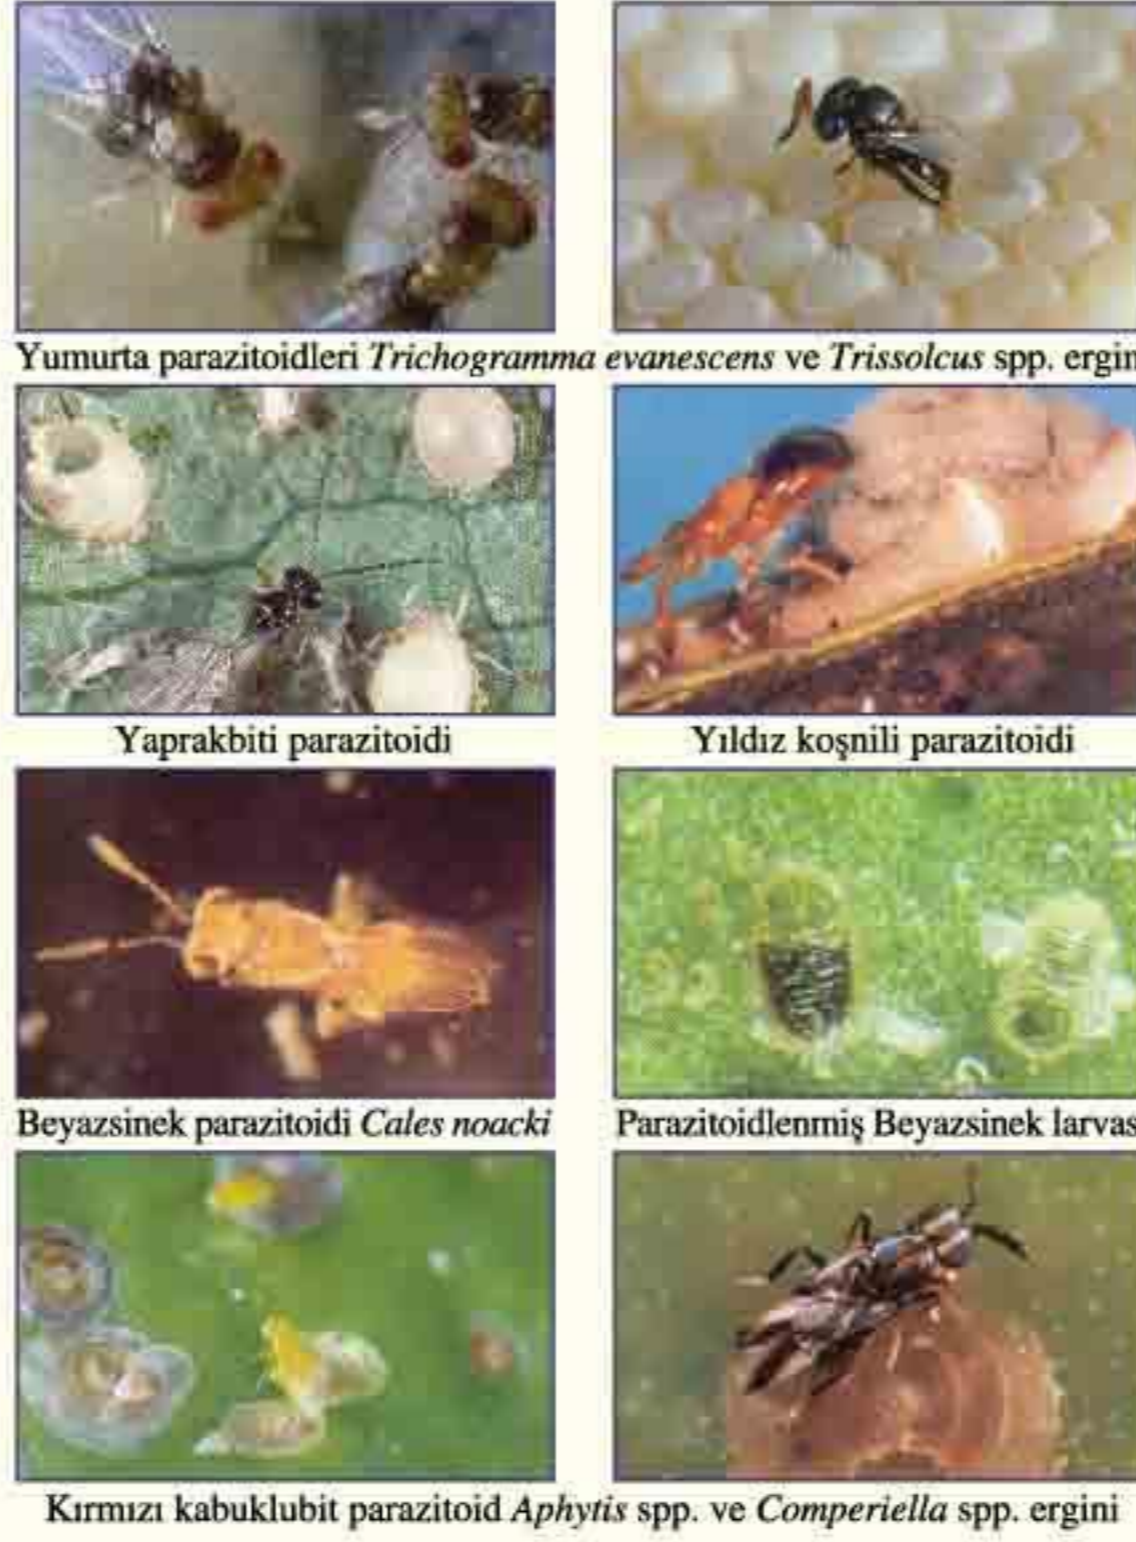 Yumurta parazitoidleri Trichogramma evanescens ve Trissolcus spp. ergin
Yaprakbiti parazitoidi
Yıldız koşnili parazitoidi
Beyazsinek parazitoidi Cales noacki
Parazitoidlenmiş Beyazsinek larvas
Kırmızı kabuklubit parazitoid Aphytis spp. ve Comperiella spp. ergini